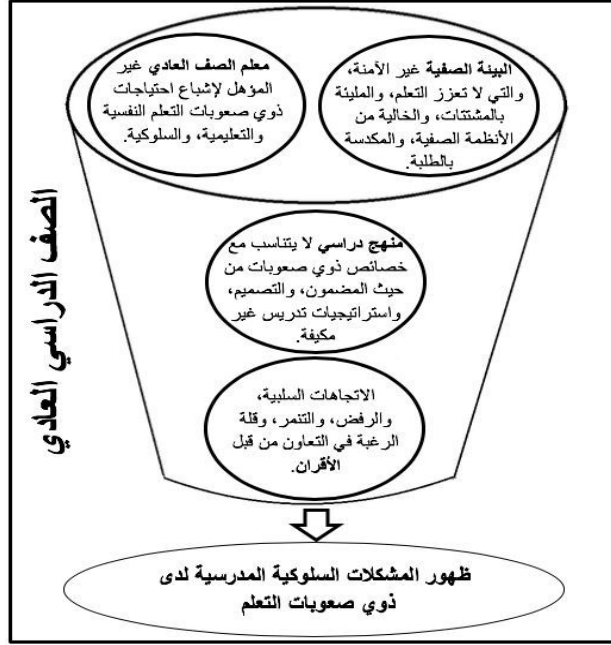 البيئة الصفية غير الآمنة،
والتي لا تعزز التعلم، والمليئة
بالمشتتات، والخالية من
الأنظمة الصفية، والمكدسة
بالطلبة.
معلم الصف العادي غير
المؤهل لإشباع احتياجات
ذوي صعوبات التعلم النفسية
والتعليمية، والسلوكية.
منهج دراسي لا يتناسب مع
خصائص ذوي صعوبات من
حيث المضمون، والتصميم،
واستراتيجيات تدريس غير
مكيفة.
الاتجاهات السلبية،
والرفض، والتنمر، وقلة
الرغبة في التعاون من قبل
الأقران.
الصف الدراسي العادي
ظهور المشكلات السلوكية المدرسية لدى
ذوي صعوبات التعلم